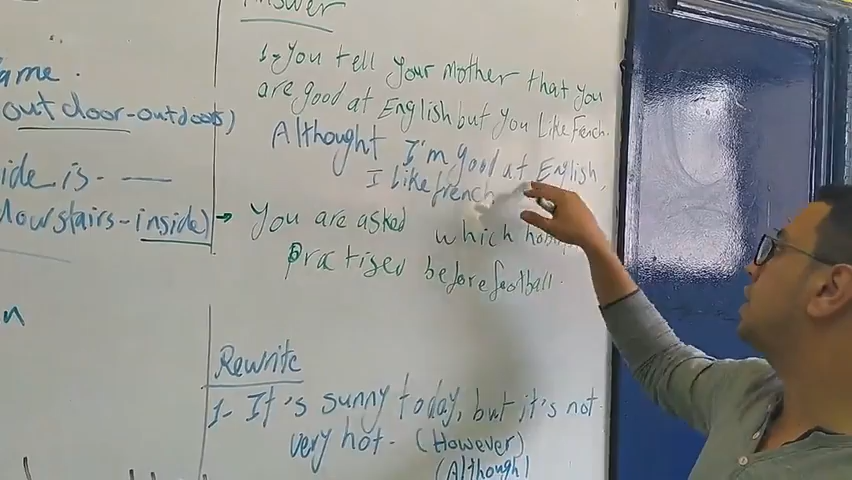 ame.
out door-outdoors)
ide is- —
downstairs-inside)
Answer
1- You tell your mother that you
are good at English but you Like French.
Althought I'm good at English,
I Like french.
→ You are asked which
practised before football.
Rewrite
1- It's sunny today, but it's not
very hot- (However)
(Although)